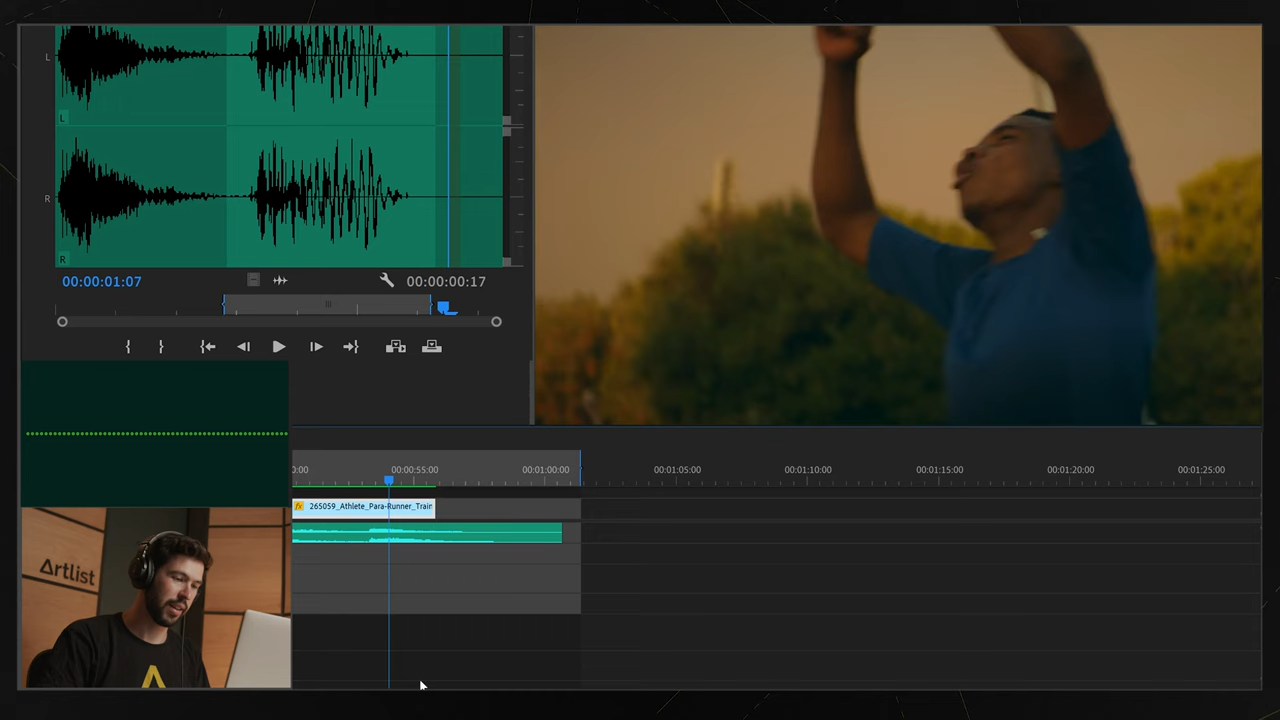 L
L
R
R
00:00:01:07
00:00:00:17
0:00
00:00:55:00
00:01:00:00
00:01:05:00
00:01:10:00
00:01:15:00
00:01:20:00
00:01:25:00
fx 265059_Athlete_Para-Runner_Train
Artlist